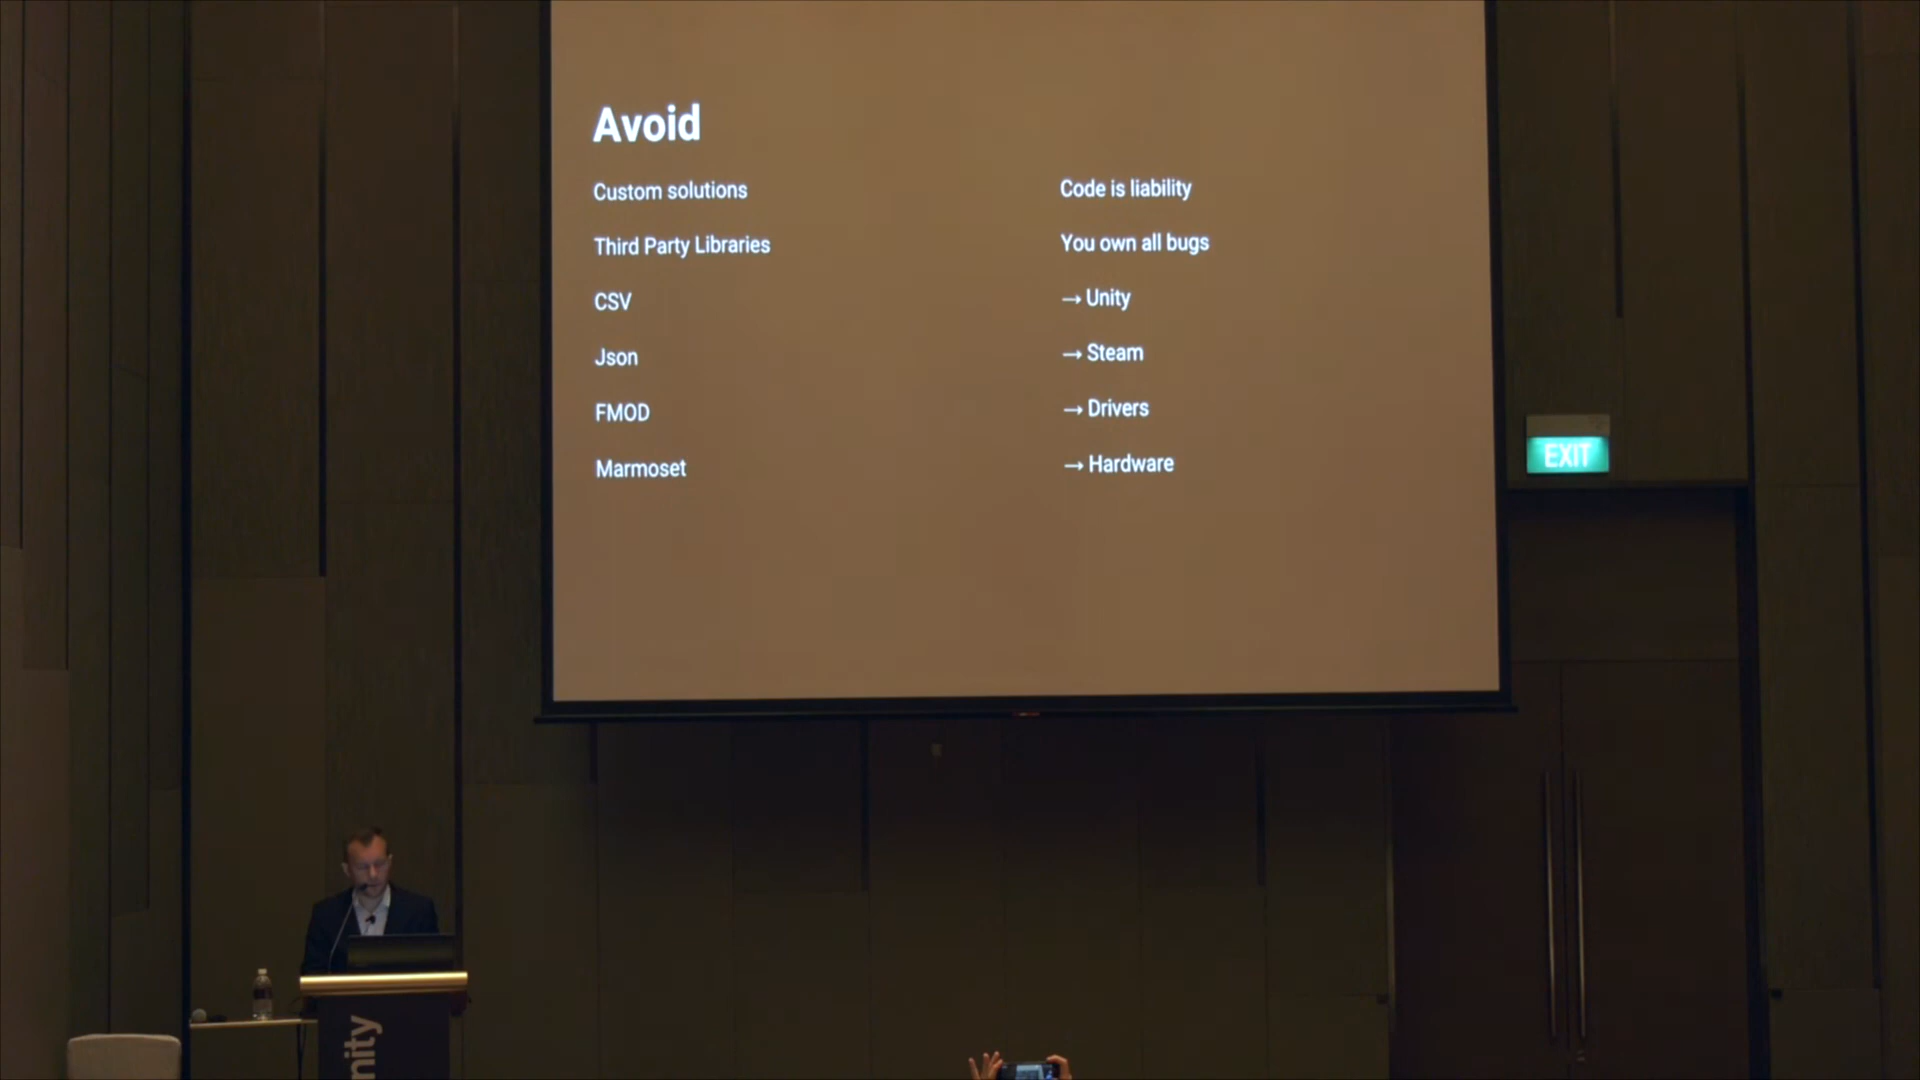 Avoid
Custom solutions
Third Party Libraries
CSV
Json
FMOD
Marmoset
Code is liability
You own all bugs
→ Unity
→ Steam
→ Drivers
→ Hardware
EXIT
nity